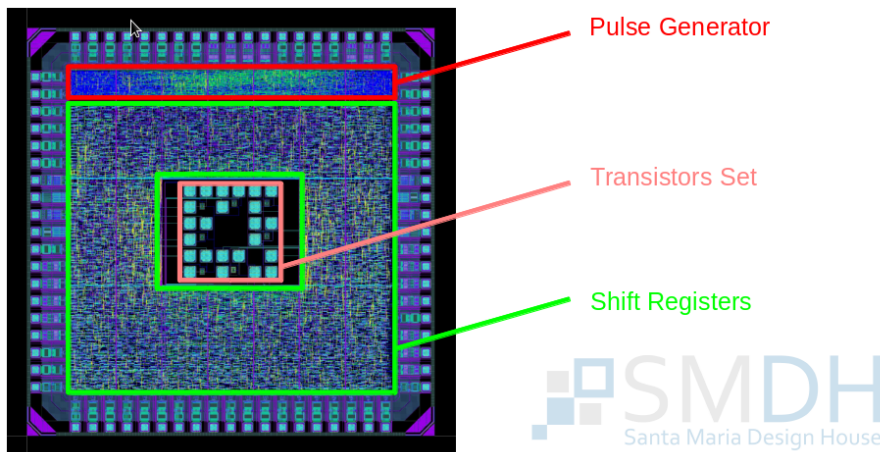 Pulse Generator
Transistors Set
Shift Registers
SMDH
Santa Maria Design House